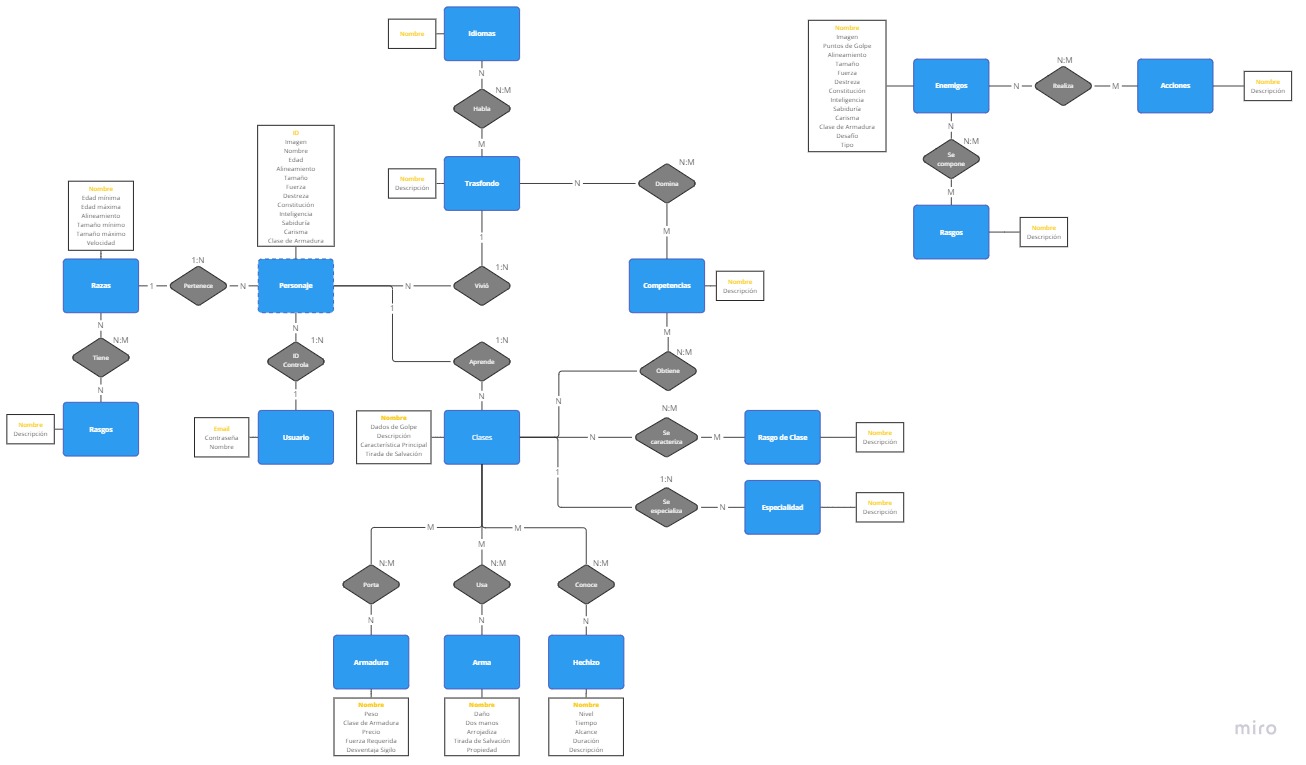 Idiomas
Nombre
N
N:M
Habla
M
Trasfondo
Nombre
Descripción
N
N:M
Domina
M
1
1:N
Vivió
N
Competencias
Nombre
Descripción
M
N:M
Obtiene
N
ID
Imagen
Nombre
Edad
Alineamiento
Tamaño
Fuerza
Destreza
Constitución
Inteligencia
Sabiduría
Carisma
Clase de Armadura
Personaje
Nombre
Edad mínima
Edad máxima
Alineamiento
Tamaño mínimo
Tamaño máximo
Velocidad
Razas
1
1:N
Pertenece
N
N
N:M
Tiene
N
Rasgos
Nombre
Descripción
N
1:N
ID
Controla
1
Usuario
Email
Contraseña
Nombre
1
1:N
Aprende
N
Clases
Nombre
Dados de Golpe
Descripción
Característica Principal
Tirada de Salvación
N
N:M
Se
caracteriza
M
Rasgo de Clase
Nombre
Descripción
1
1:N
Se
especializa
N
Especialidad
Nombre
Descripción
M
M
M
N:M
Porta
N:M
Usa
N:M
Conoce
N
N
N
Armadura
Arma
Hechizo
Nombre
Peso
Clase de Armadura
Precio
Fuerza Requerida
Desventaja Sigilo
Nombre
Daño
Dos manos
Arrojadiza
Tirada de Salvación
Propiedad
Nombre
Nivel
Tiempo
Alcance
Duración
Descripción
Nombre
Imagen
Puntos de Golpe
Alineamiento
Tamaño
Fuerza
Destreza
Constitución
Inteligencia
Sabiduría
Carisma
Clase de Armadura
Desafío
Tipo
Enemigos
N
N:M
Realiza
M
Acciones
Nombre
Descripción
N
N:M
Se
compone
M
Rasgos
Nombre
Descripción
miro